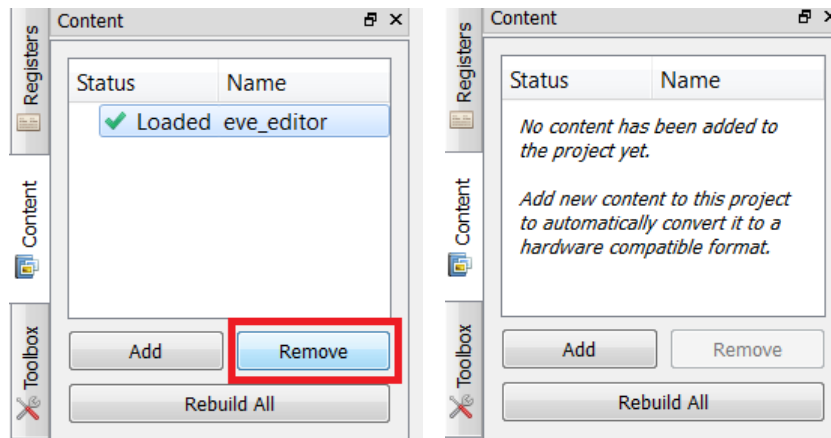 Content
Registers
Content
Toolbox
Status Name
Loaded eve_editor
Add Remove
Rebuild All
Content
Registers
Content
Toolbox
Status Name
No content has been added to
the project yet.
Add new content to this project
to automatically convert it to a
hardware compatible format.
Add Remove
Rebuild All